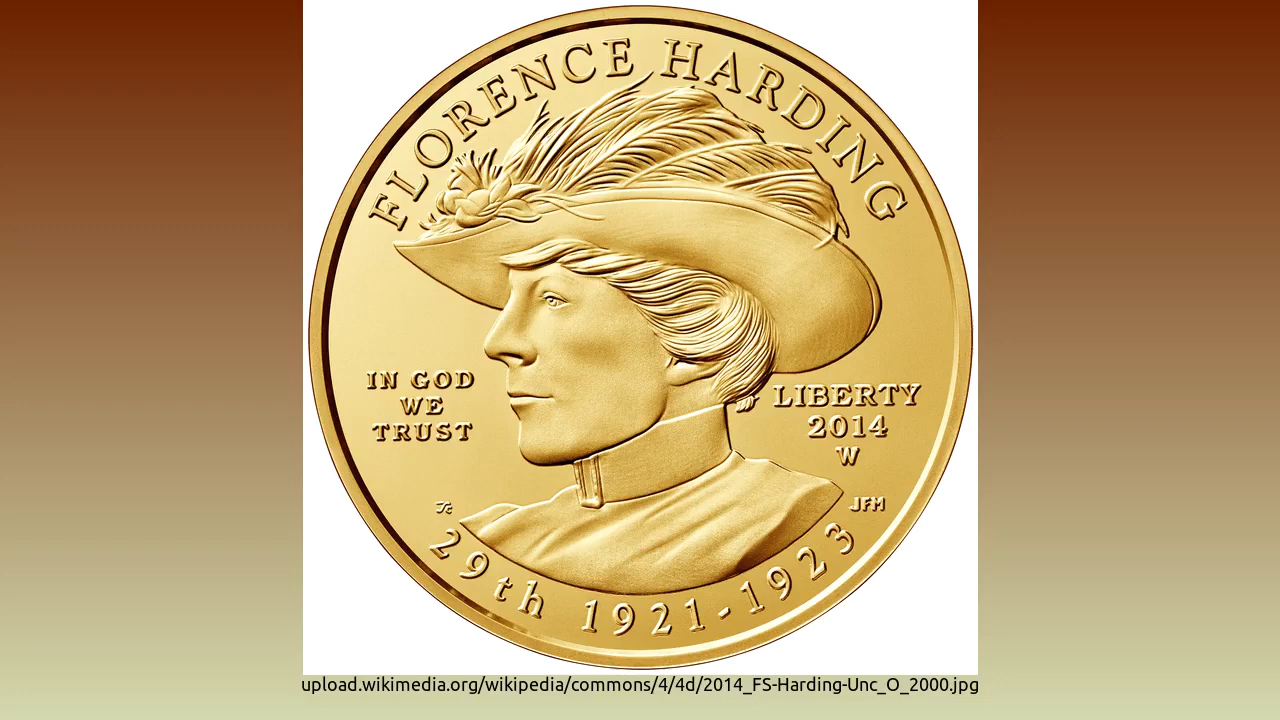 FLORENCE HARDING
IN GOD
WE
TRUST
LIBERTY
2014
W
JFM
29th 1921-1923
upload.wikimedia.org/wikipedia/commons/4/4d/2014_FS-Harding-Unc_O_2000.jpg